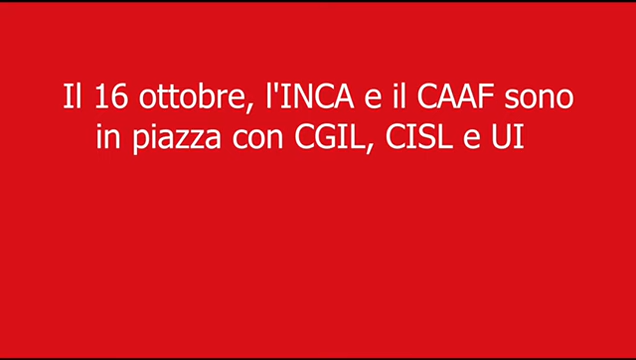 Il 16 ottobre, l'INCA e il CAAF sono
in piazza con CGIL, CISL e UI